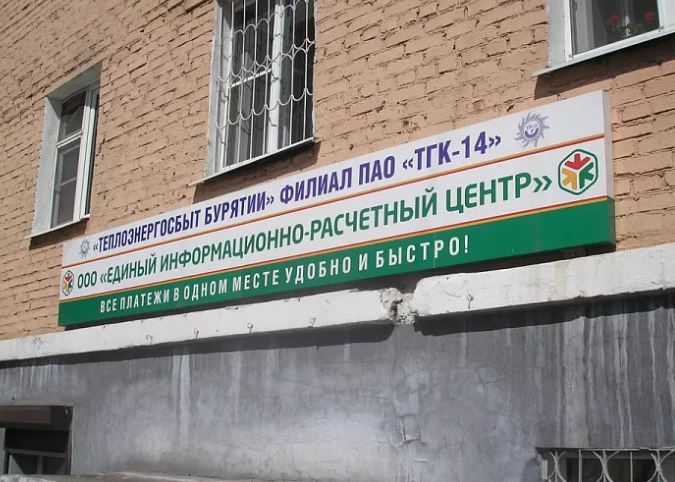 «ТЕПЛОЭНЕРГОСБЫТ БУРЯТИИ» ФИЛИАЛ ПАО «ТГК-14»
ООО «ЕДИНЫЙ ИНФОРМАЦИОННО-РАСЧЕТНЫЙ ЦЕНТР»
ВСЕ ПЛАТЕЖИ В ОДНОМ МЕСТЕ УДОБНО И БЫСТРО!